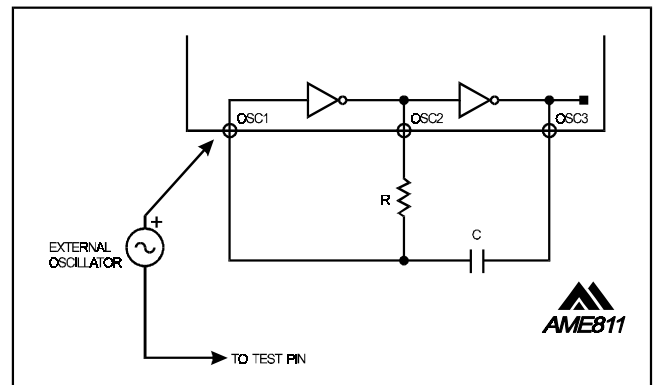 OSC1
OSC2
OSC3
R
C
+
EXTERNAL
OSCILLATOR
TO TEST PIN
AME811